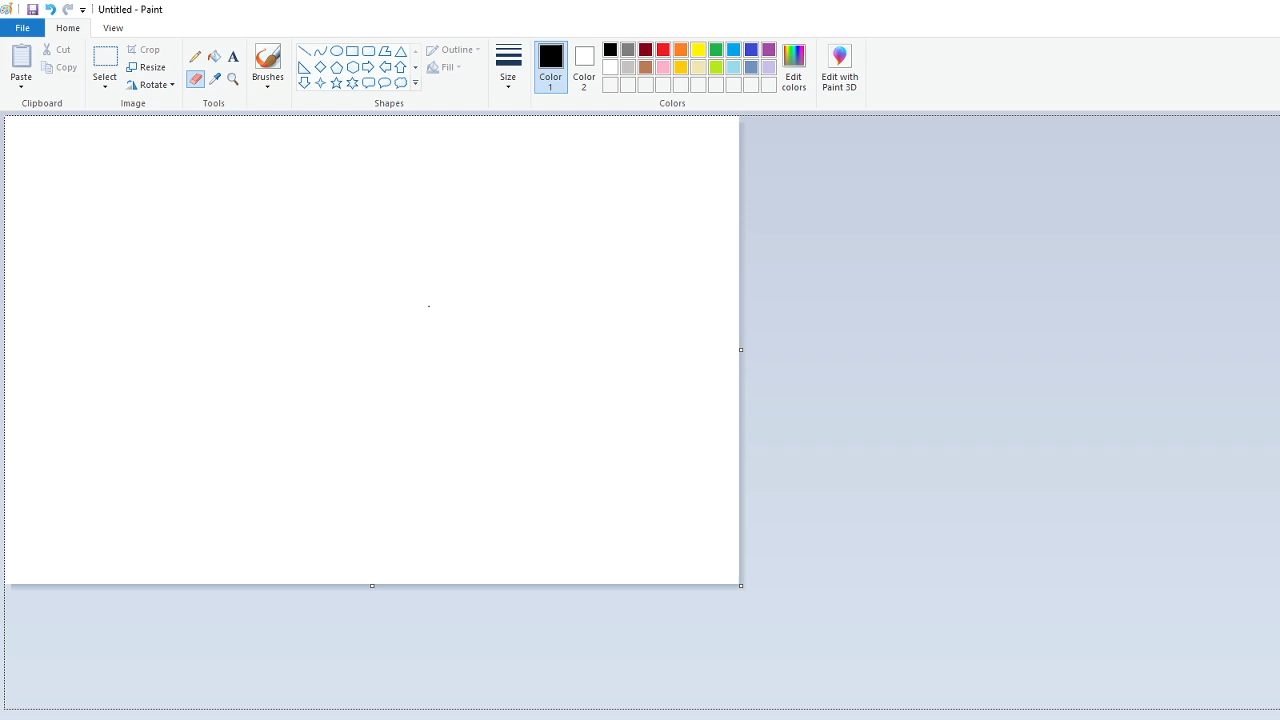 Untitled - Paint
File Home View
Paste Cut Copy
Select Crop Resize Rotate
Brushes
Outline Fill
Size
Color 1
Color 2
Edit colors
Edit with Paint 3D
Clipboard Image Tools Shapes Colors